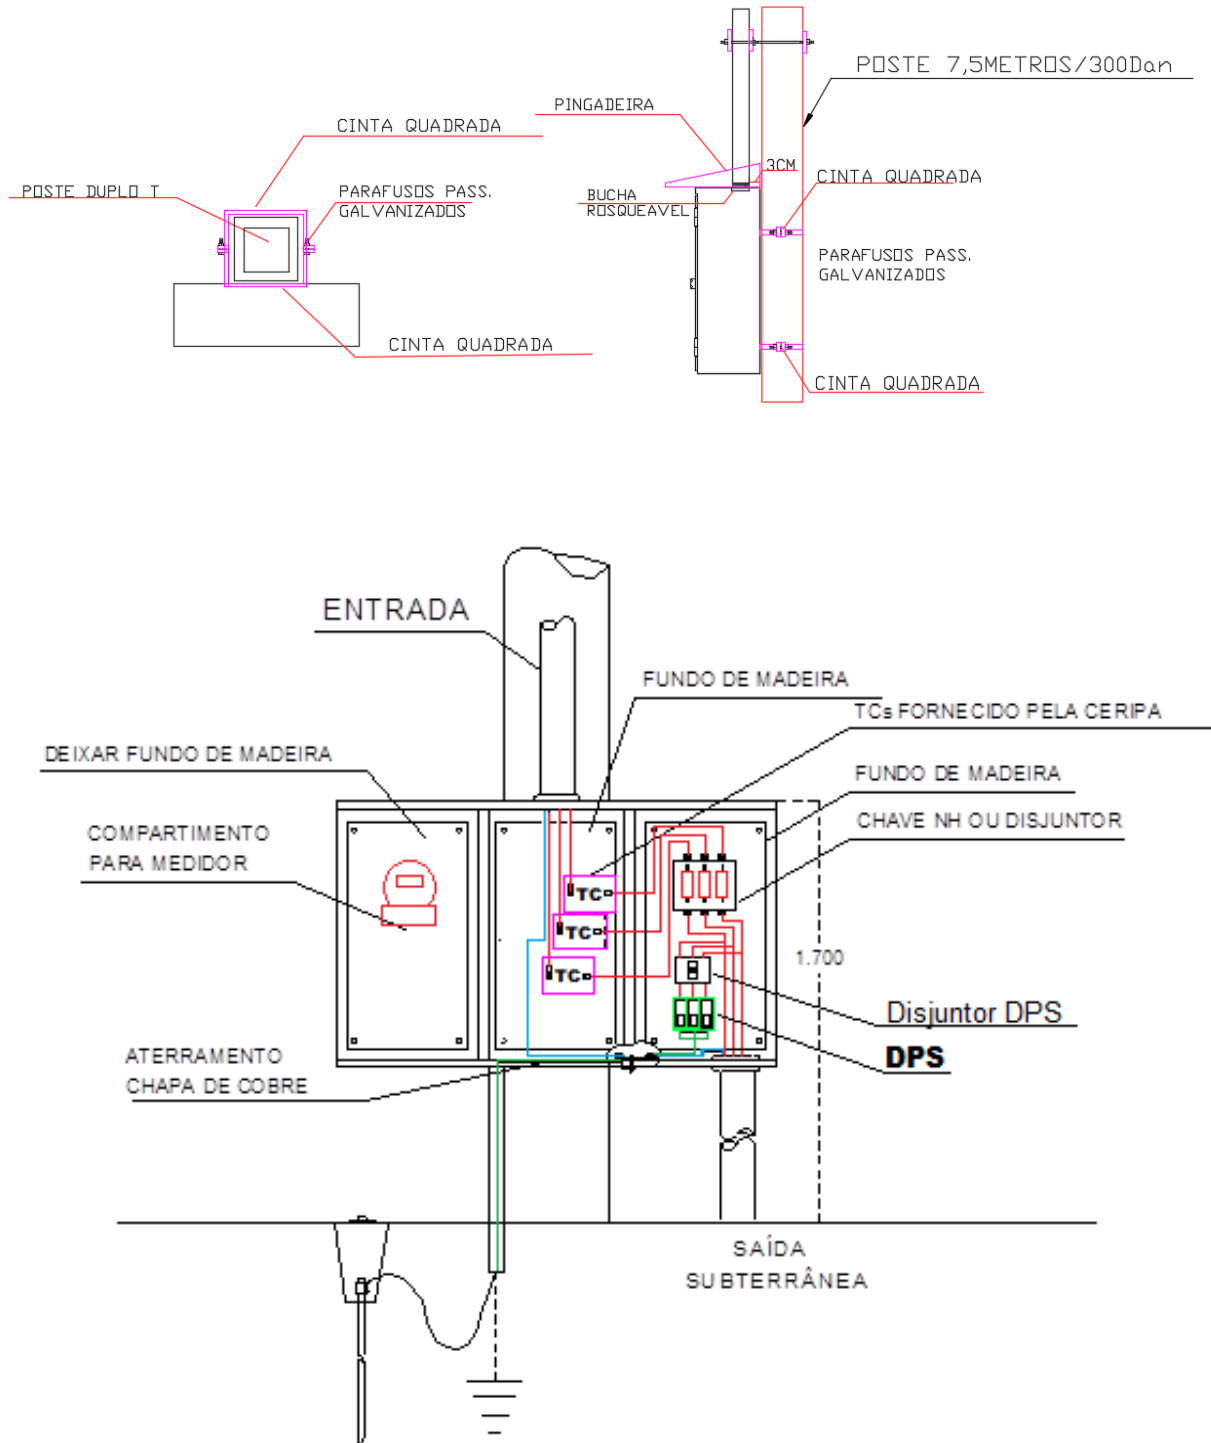 POSTE 7,5METROS/300Dan
PINGADEIRA
CINTA QUADRADA
3CM
CINTA QUADRADA
POSTE DUPLO T
PARAFUSOS PASS.
GALVANIZADOS
BUCHA
ROSQUEAVEL
PARAFUSOS PASS.
GALVANIZADOS
CINTA QUADRADA
CINTA QUADRADA
ENTRADA
FUNDO DE MADEIRA
TCs FORNECIDO PELA CERIPA
DEIXAR FUNDO DE MADEIRA
FUNDO DE MADEIRA
COMPARTIMENTO
PARA MEDIDOR
CHAVE NH OU DISJUNTOR
TC
TC
TC
1.700
Disjuntor DPS
DPS
ATERRAMENTO
CHAPA DE COBRE
SAÍDA
SUBTERRÂNEA